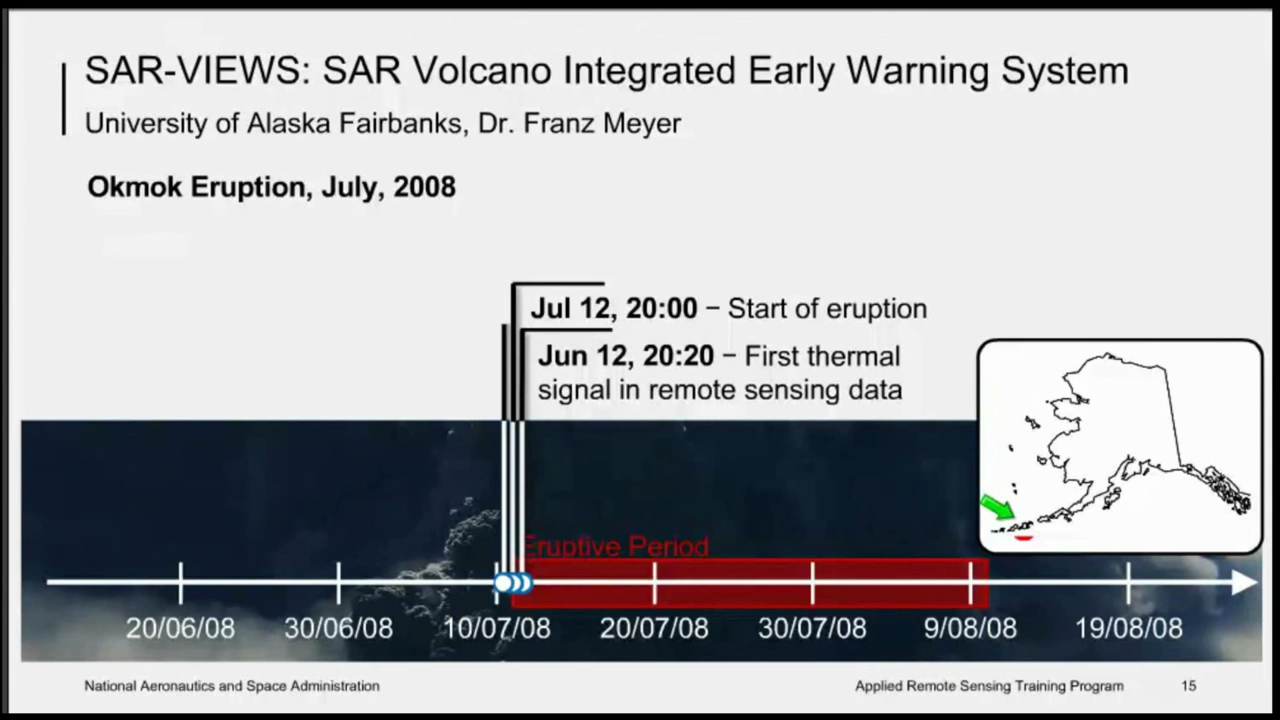 SAR-VIEWS: SAR Volcano Integrated Early Warning System
University of Alaska Fairbanks, Dr. Franz Meyer
Okmok Eruption, July, 2008
Jul 12, 20:00 – Start of eruption
Jun 12, 20:20 – First thermal
signal in remote sensing data
Eruptive Period
20/06/08 30/06/08 10/07/08 20/07/08 30/07/08 9/08/08 19/08/08
National Aeronautics and Space Administration Applied Remote Sensing Training Program 15